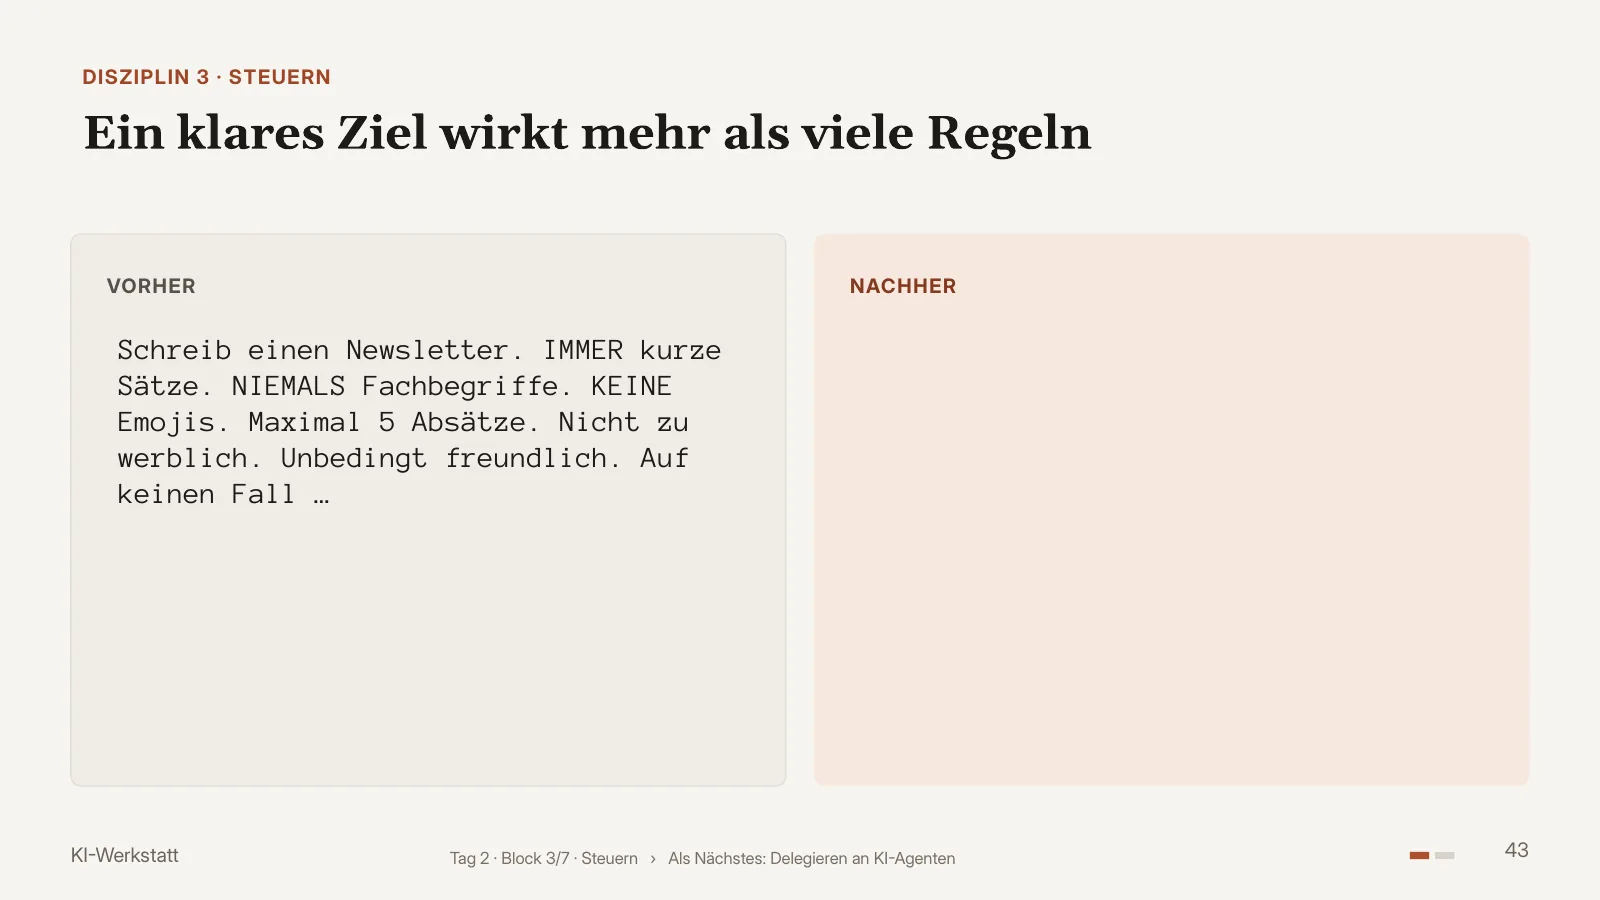 DISZIPLIN 3 · STEUERN
Ein klares Ziel wirkt mehr als viele Regeln
VORHER
Schreib einen Newsletter. IMMER kurze
Sätze. NIEMALS Fachbegriffe. KEINE
Emojis. Maximal 5 Absätze. Nicht zu
werblich. Unbedingt freundlich. Auf
keinen Fall …
NACHHER
KI-Werkstatt
Tag 2 · Block 3/7 · Steuern › Als Nächstes: Delegieren an KI-Agenten
43